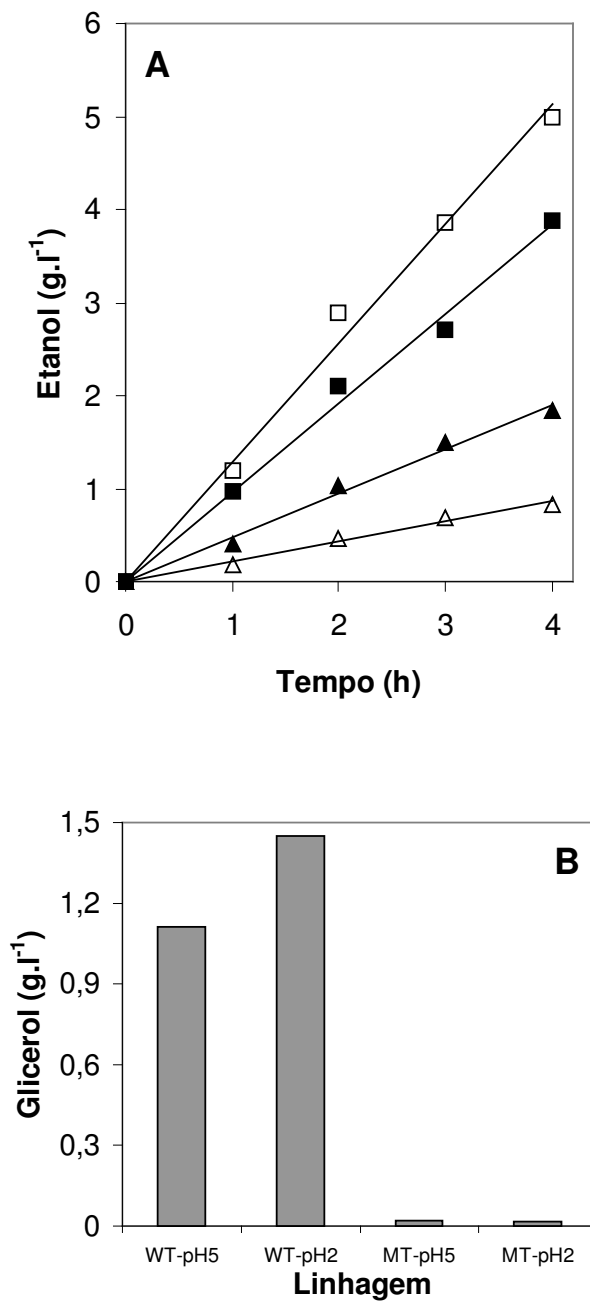 A
6
5
4
3
2
1
0
Etanol (g.l⁻¹)
0 1 2 3 4
Tempo (h)
B
1,5
1,2
0,9
0,6
0,3
0
Glicerol (g.l⁻¹)
WT-pH5 WT-pH2 MT-pH5 MT-pH2
Linhagem